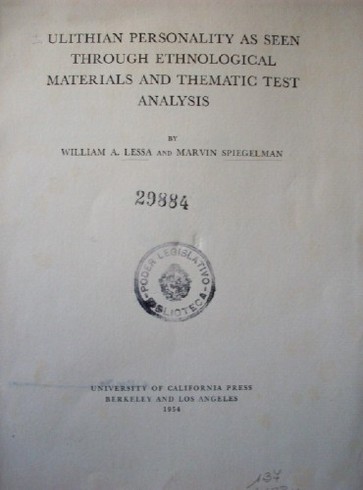 ULITHIAN PERSONALITY AS SEEN
THROUGH ETHNOLOGICAL
MATERIALS AND THEMATIC TEST
ANALYSIS
BY
WILLIAM A. LESSA AND MARVIN SPIEGELMAN
29884
PODER LEGISLATIVO
BIBLIOTECA
UNIVERSITY OF CALIFORNIA PRESS
BERKELEY AND LOS ANGELES
1954
137